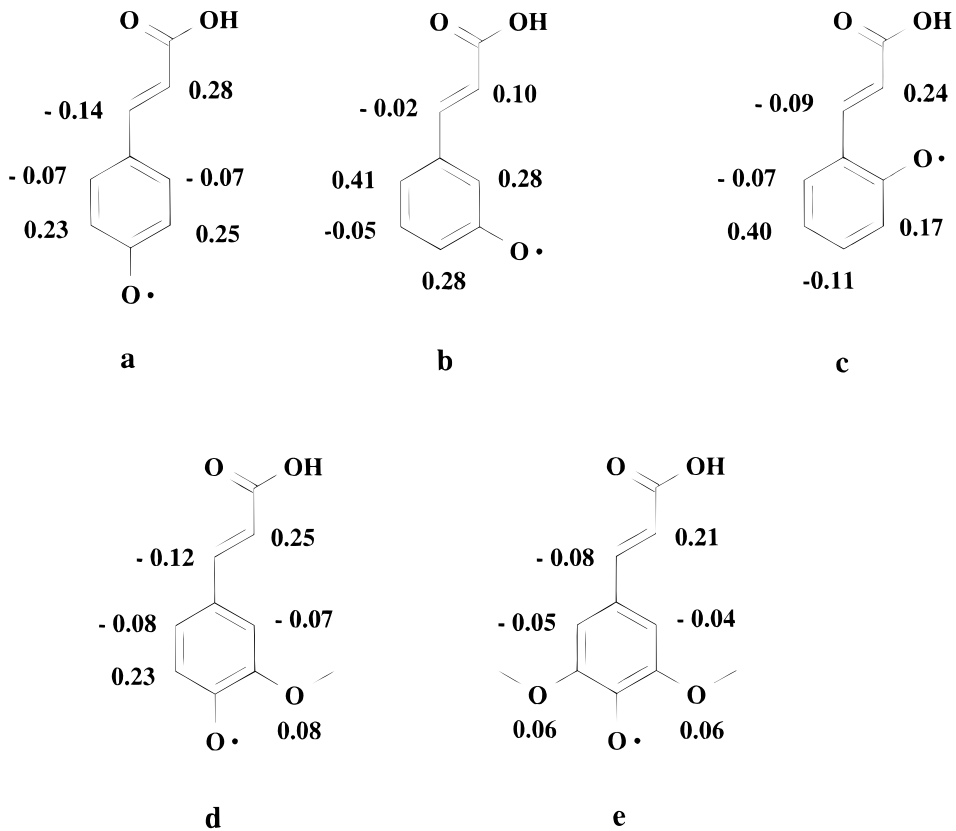 O OH O OH O OH
- 0.14 0.28 - 0.02 0.10 - 0.09 0.24
O •
- 0.07 - 0.07 0.41 0.28 - 0.07
0.23 0.25 -0.05 0.40 0.17
O •
0.28 -0.11
O •
a b c
O OH O OH
- 0.12 0.25 - 0.08 0.21
- 0.08 - 0.07 - 0.05 - 0.04
0.23
O O O
0.08 0.06 0.06
O • O •
d e